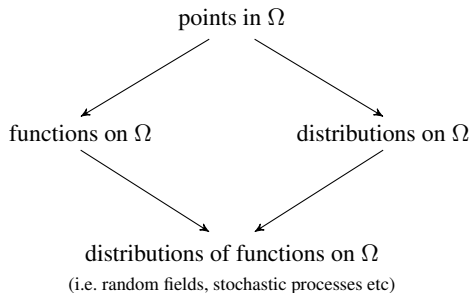 points in Ω
functions on Ω
distributions on Ω
distributions of functions on Ω
(i.e. random fields, stochastic processes etc)